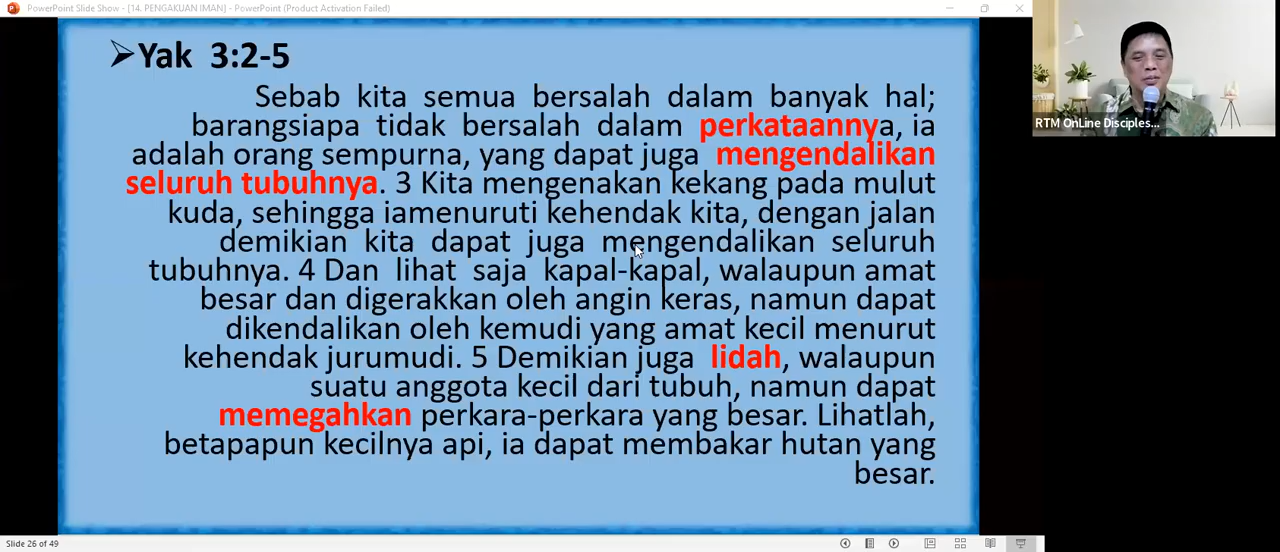 PowerPoint Slide Show - [14. PENGAKUAN IMAN] - PowerPoint (Product Activation Failed)
➢Yak 3:2-5
Sebab kita semua bersalah dalam banyak hal;
barangsiapa tidak bersalah dalam perkataannya, ia
adalah orang sempurna, yang dapat juga mengendalikan
seluruh tubuhnya. 3 Kita mengenakan kekang pada mulut
kuda, sehingga iamenuruti kehendak kita, dengan jalan
demikian kita dapat juga mengendalikan seluruh
tubuhnya. 4 Dan lihat saja kapal-kapal, walaupun amat
besar dan digerakkan oleh angin keras, namun dapat
dikendalikan oleh kemudi yang amat kecil menurut
kehendak jurumudi. 5 Demikian juga lidah, walaupun
suatu anggota kecil dari tubuh, namun dapat
memegahkan perkara-perkara yang besar. Lihatlah,
betapapun kecilnya api, ia dapat membakar hutan yang
besar.
RTM OnLine Disciples...
Slide 26 of 49